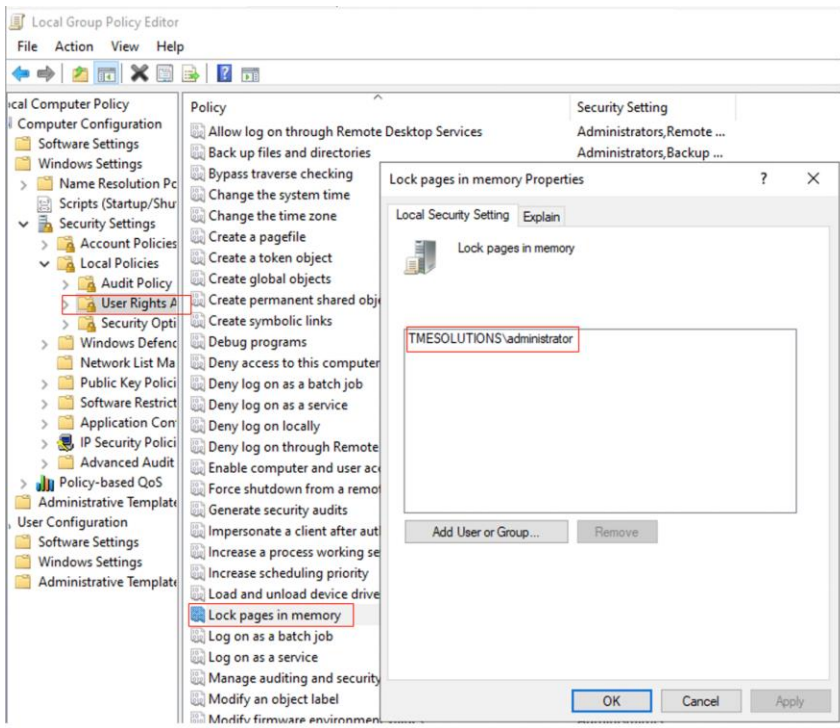 Local Group Policy Editor
File Action View Help
ocal Computer Policy
Computer Configuration
Software Settings
Windows Settings
Name Resolution Pc
Scripts (Startup/Shu
Security Settings
Account Policies
Local Policies
Audit Policy
User Rights A
Security Opti
Windows Defenc
Network List Ma
Public Key Polici
Software Restrict
Application Con
IP Security Polici
Advanced Audit
Policy-based QoS
Administrative Template
User Configuration
Software Settings
Windows Settings
Administrative Template
Policy Security Setting
Allow log on through Remote Desktop Services Administrators,Remote ...
Back up files and directories Administrators,Backup ...
Bypass traverse checking
Change the system time
Change the time zone
Create a pagefile
Create a token object
Create global objects
Create permanent shared obje
Create symbolic links
Debug programs
Deny access to this computer
Deny log on as a batch job
Deny log on as a service
Deny log on locally
Deny log on through Remote
Enable computer and user acc
Force shutdown from a remot
Generate security audits
Impersonate a client after aut
Increase a process working se
Increase scheduling priority
Load and unload device drive
Lock pages in memory
Log on as a batch job
Log on as a service
Manage auditing and security
Modify an object label
Modify firmware environmen
Lock pages in memory Properties ?
Local Security Setting Explain
Lock pages in memory
TMESOLUTIONS\administrator
Add User or Group... Remove
OK Cancel Apply